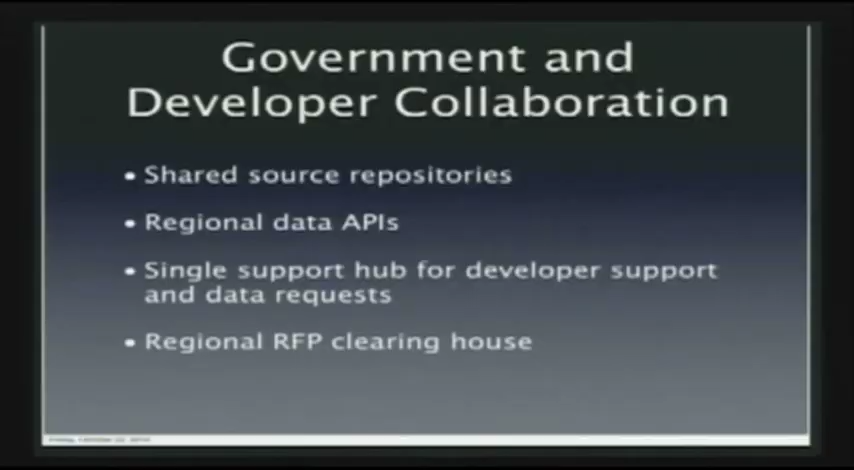 Government and
Developer Collaboration
• Shared source repositories
• Regional data APIs
• Single support hub for developer support
and data requests
• Regional RFP clearing house